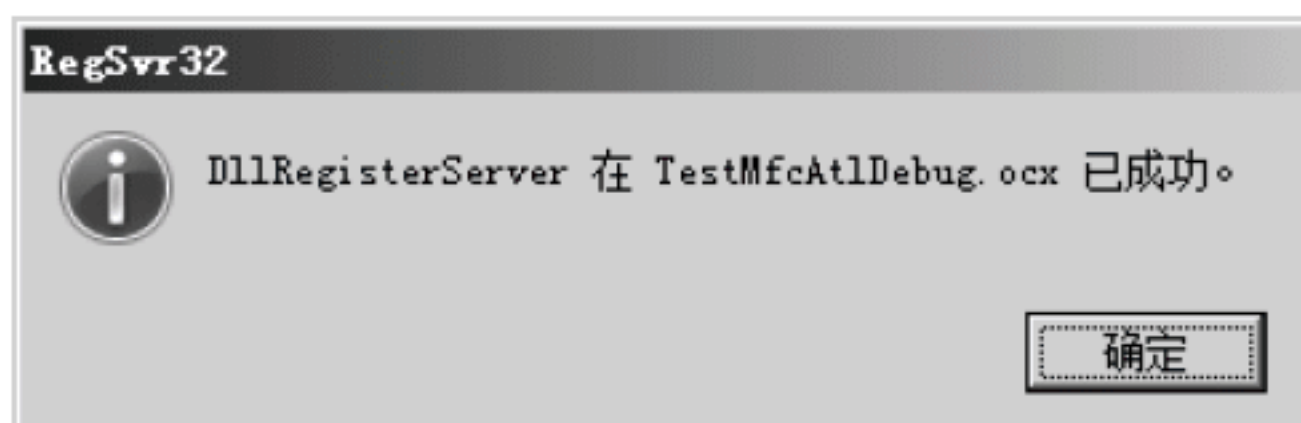 RegSvr32
DllRegisterServer 在 TestMfcAtlDebug.ocx 已成功。
确定